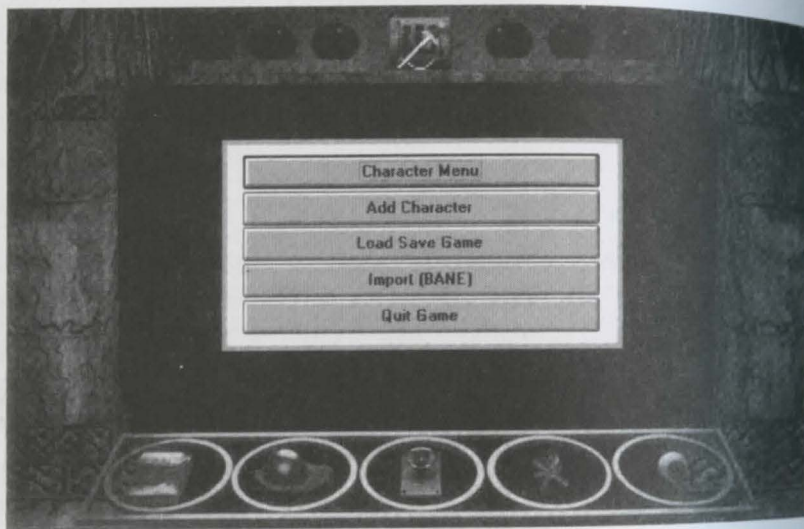 Character Menu
Add Character
Load Save Game
Import (BANE)
Quit Game